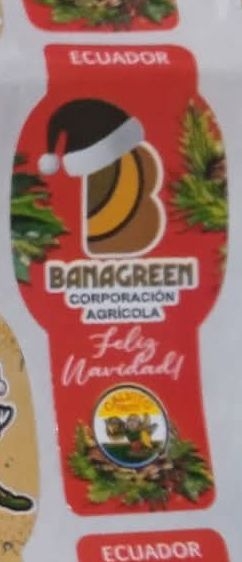 ECUADOR
B
BANAGREEN
CORPORACIÓN
AGRÍCOLA
Feliz
Navidad!
ECUADOR